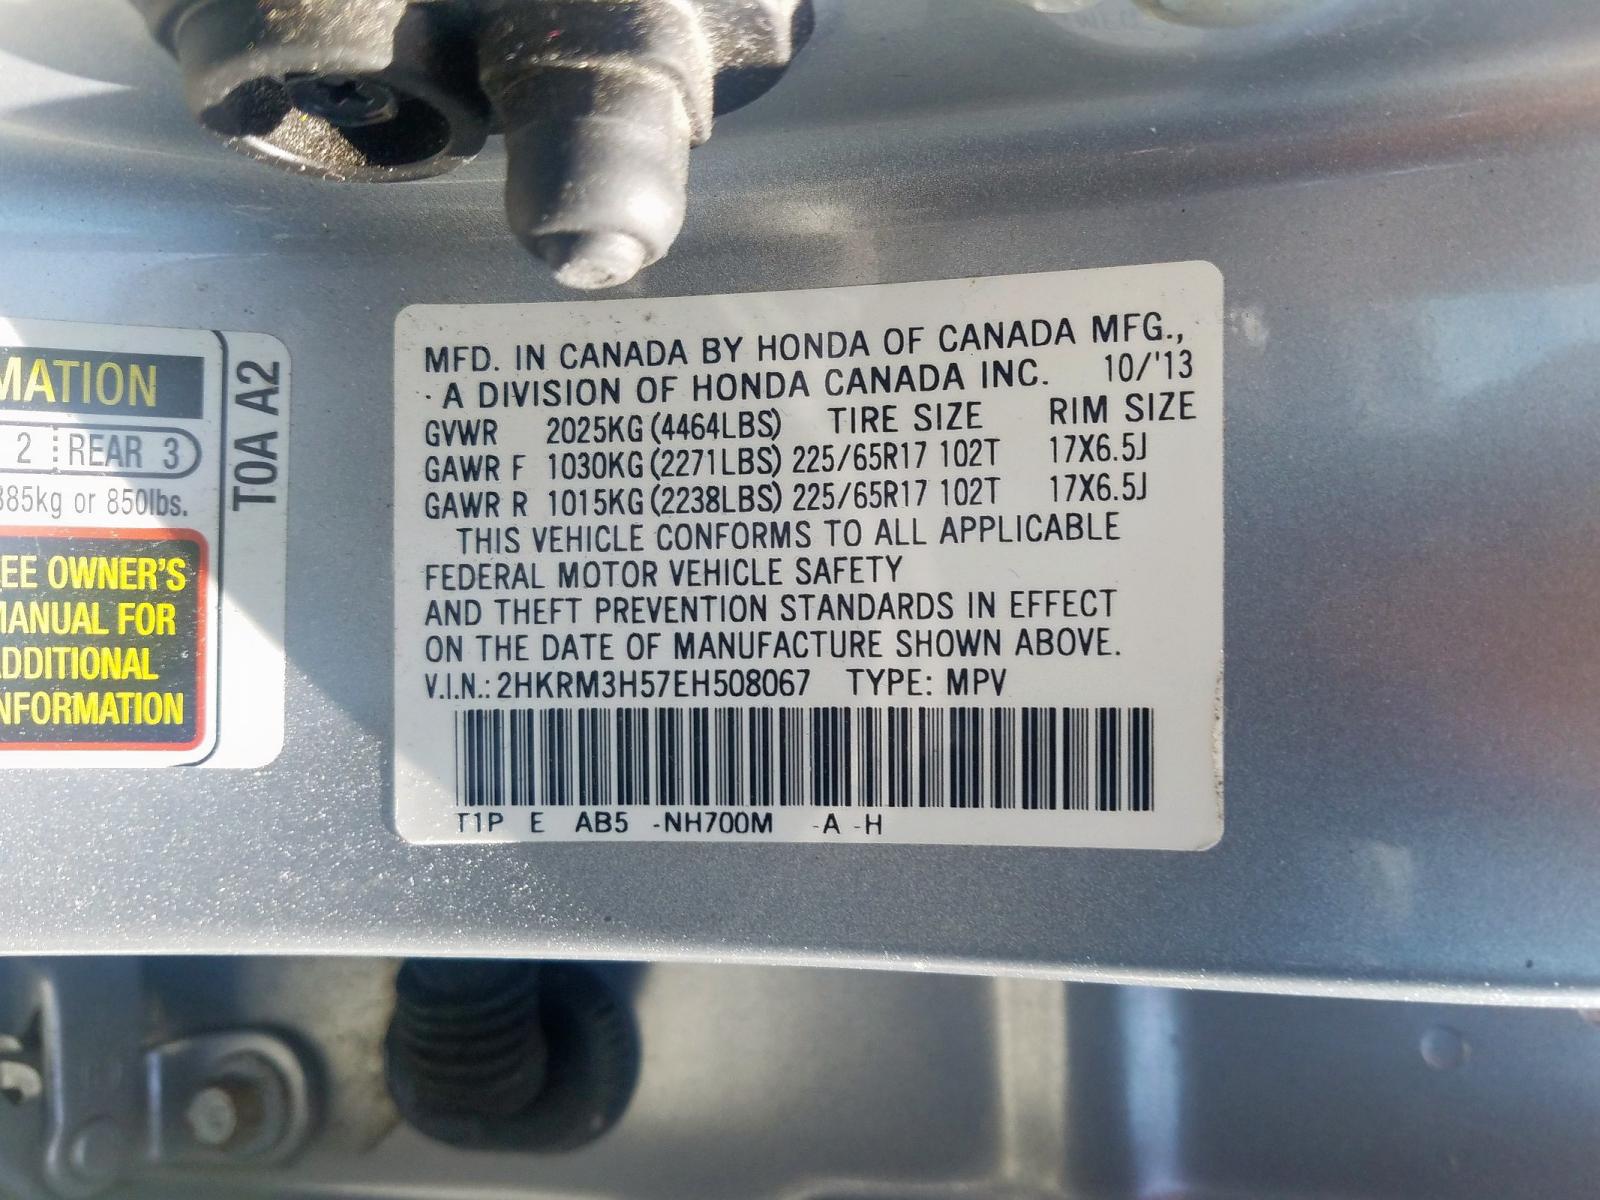 MATION
2 REAR 3
385kg or 850lbs.
EE OWNER'S
MANUAL FOR
ADDITIONAL
NFORMATION
T0A A2
MFD. IN CANADA BY HONDA OF CANADA MFG.,
A DIVISION OF HONDA CANADA INC. 10/'13
GVWR 2025KG (4464LBS) TIRE SIZE RIM SIZE
GAWR F 1030KG (2271LBS) 225/65R17 102T 17X6.5J
GAWR R 1015KG (2238LBS) 225/65R17 102T 17X6.5J
THIS VEHICLE CONFORMS TO ALL APPLICABLE
FEDERAL MOTOR VEHICLE SAFETY
AND THEFT PREVENTION STANDARDS IN EFFECT
ON THE DATE OF MANUFACTURE SHOWN ABOVE.
V.I.N.: 2HKRM3H57EH508067 TYPE: MPV
T1P E AB5 -NH700M -A -H